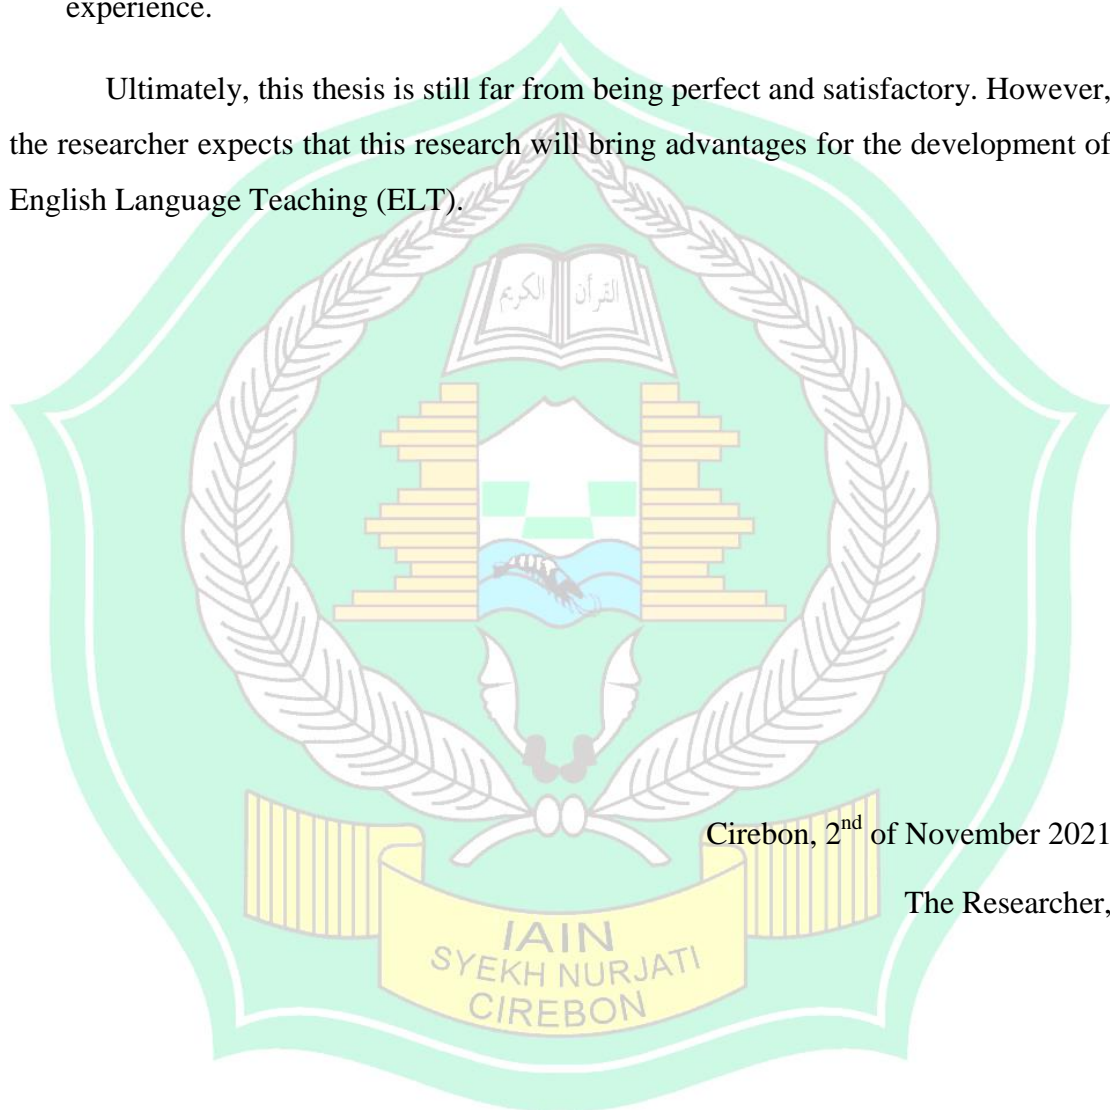 experience.
Ultimately, this thesis is still far from being perfect and satisfactory. However,
the researcher expects that this research will bring advantages for the development of
English Language Teaching (ELT).
القرآن الكريم
Cirebon, 2nd of November 2021
The Researcher,
IAIN
SYEKH NURJATI
CIREBON